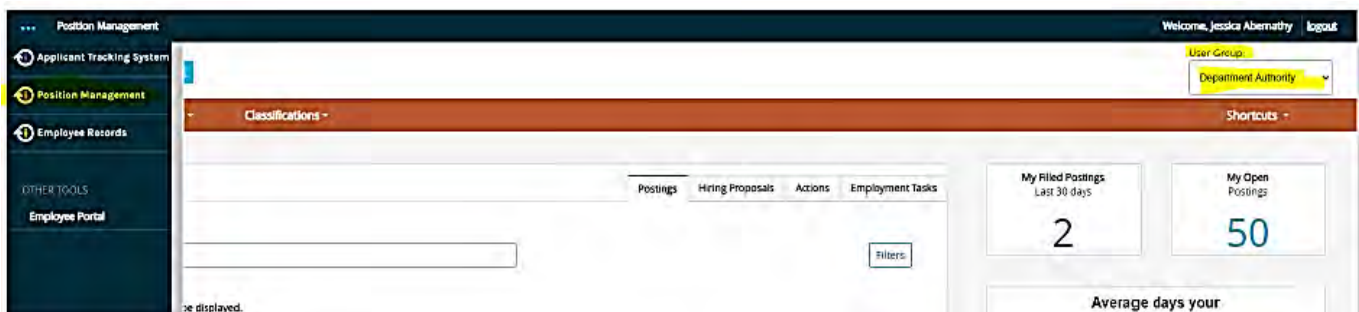 ... Position Management
Welcome, Jessica Abernathy logout
Applicant Tracking System
Position Management
Employee Records
OTHER TOOLS
Employee Portal
User Group:
Department Authority
Classifications
Shortcuts
Postings Hiring Proposals Actions Employment Tasks
Filters
be displayed.
My Filled Postings
Last 30 days
2
My Open
Postings
50
Average days your